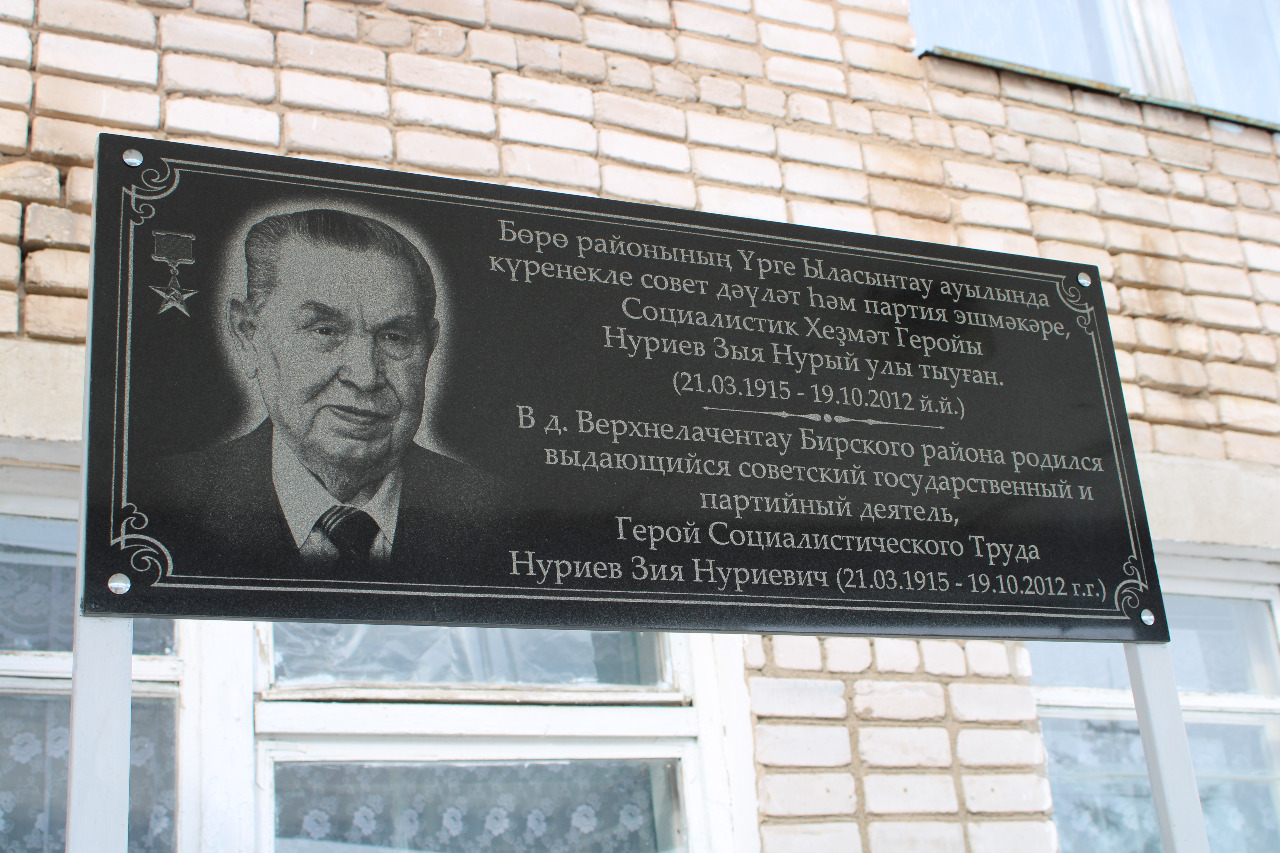 Бөрө районының Үрге Ыласынтау ауылында
күренекле совет дәүләт һәм партия эшмәкәре,
Социалистик Хеҙмәт Геройы
Нуриев Зыя Нурый улы тыуған.
(21.03.1915 - 19.10.2012 й.й.)
В д. Верхнелачентау Бирского района родился
выдающийся советский государственный и
партийный деятель,
Герой Социалистического Труда
Нуриев Зия Нуриевич (21.03.1915 - 19.10.2012 г.г.)